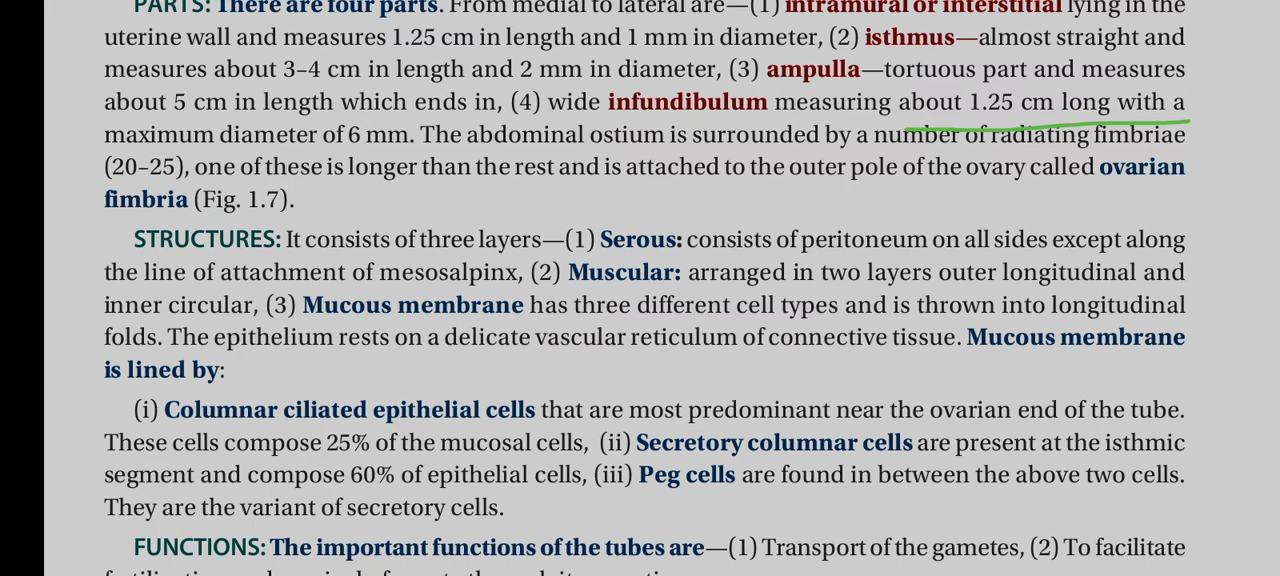 PARTS: There are four parts. From medial to lateral are—(1) intramural or interstitial lying in the
uterine wall and measures 1.25 cm in length and 1 mm in diameter, (2) isthmus—almost straight and
measures about 3–4 cm in length and 2 mm in diameter, (3) ampulla—tortuous part and measures
about 5 cm in length which ends in, (4) wide infundibulum measuring about 1.25 cm long with a
maximum diameter of 6 mm. The abdominal ostium is surrounded by a number of radiating fimbriae
(20–25), one of these is longer than the rest and is attached to the outer pole of the ovary called ovarian
fimbria (Fig. 1.7).
STRUCTURES: It consists of three layers—(1) Serous: consists of peritoneum on all sides except along
the line of attachment of mesosalpinx, (2) Muscular: arranged in two layers outer longitudinal and
inner circular, (3) Mucous membrane has three different cell types and is thrown into longitudinal
folds. The epithelium rests on a delicate vascular reticulum of connective tissue. Mucous membrane
is lined by:
(i) Columnar ciliated epithelial cells that are most predominant near the ovarian end of the tube.
These cells compose 25% of the mucosal cells, (ii) Secretory columnar cells are present at the isthmic
segment and compose 60% of epithelial cells, (iii) Peg cells are found in between the above two cells.
They are the variant of secretory cells.
FUNCTIONS: The important functions of the tubes are—(1) Transport of the gametes, (2) To facilitate